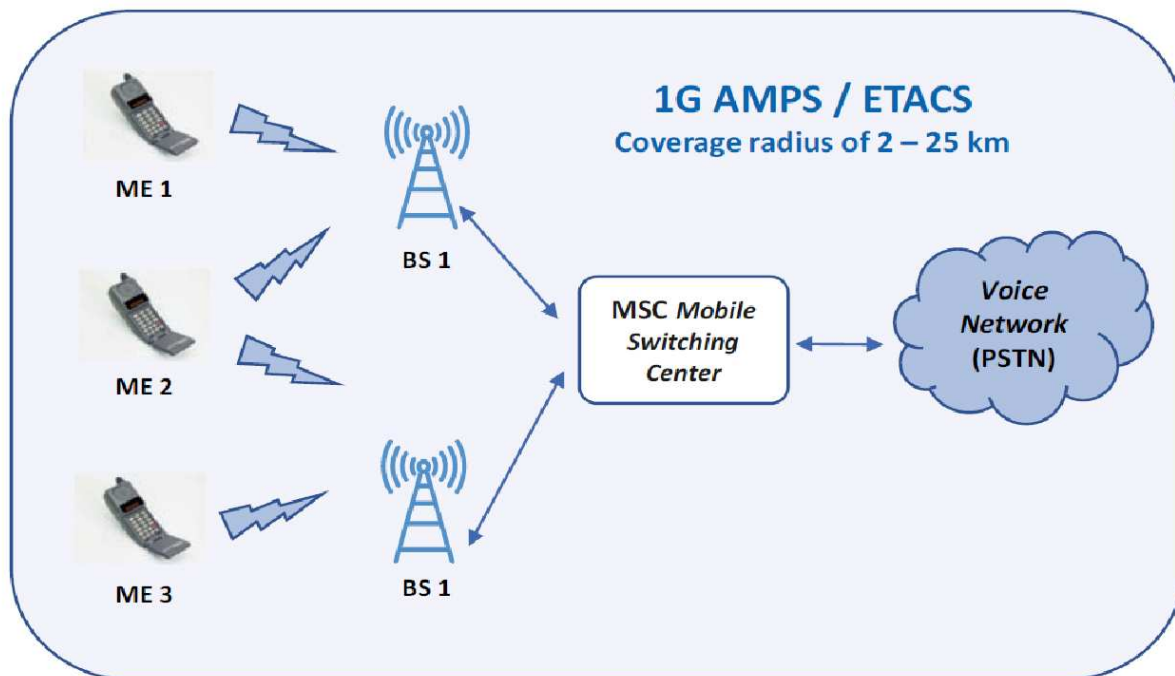 1G AMPS / ETACS
Coverage radius of 2 – 25 km
ME 1
BS 1
ME 2
MSC Mobile
Switching
Center
Voice
Network
(PSTN)
ME 3
BS 1